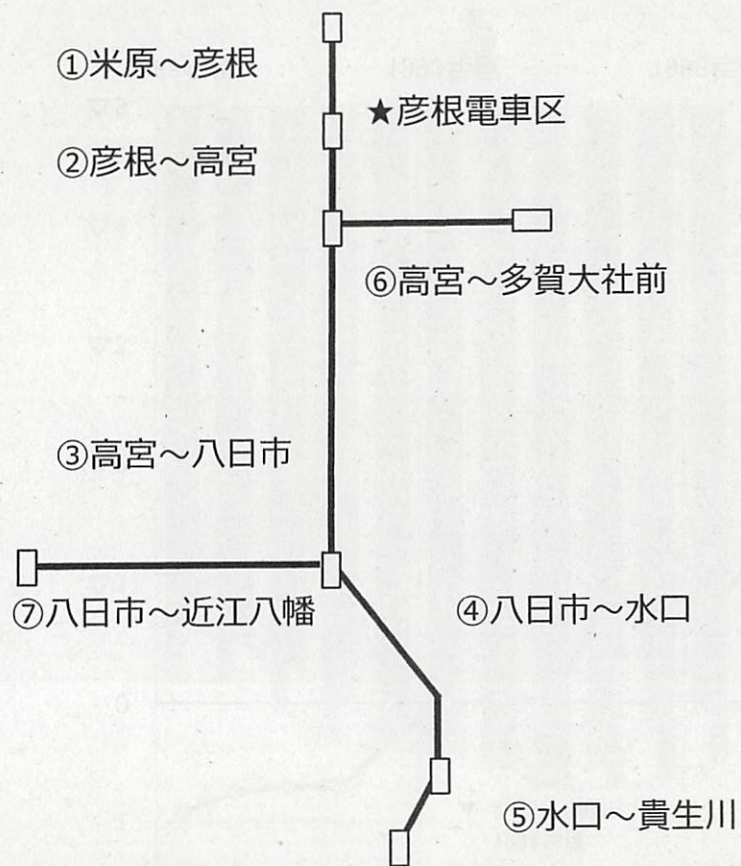 ①米原～彦根
★彦根電車区
②彦根～高宮
⑥高宮～多賀大社前
③高宮～八日市
⑦八日市～近江八幡
④八日市～水口
⑤水口～貴生川